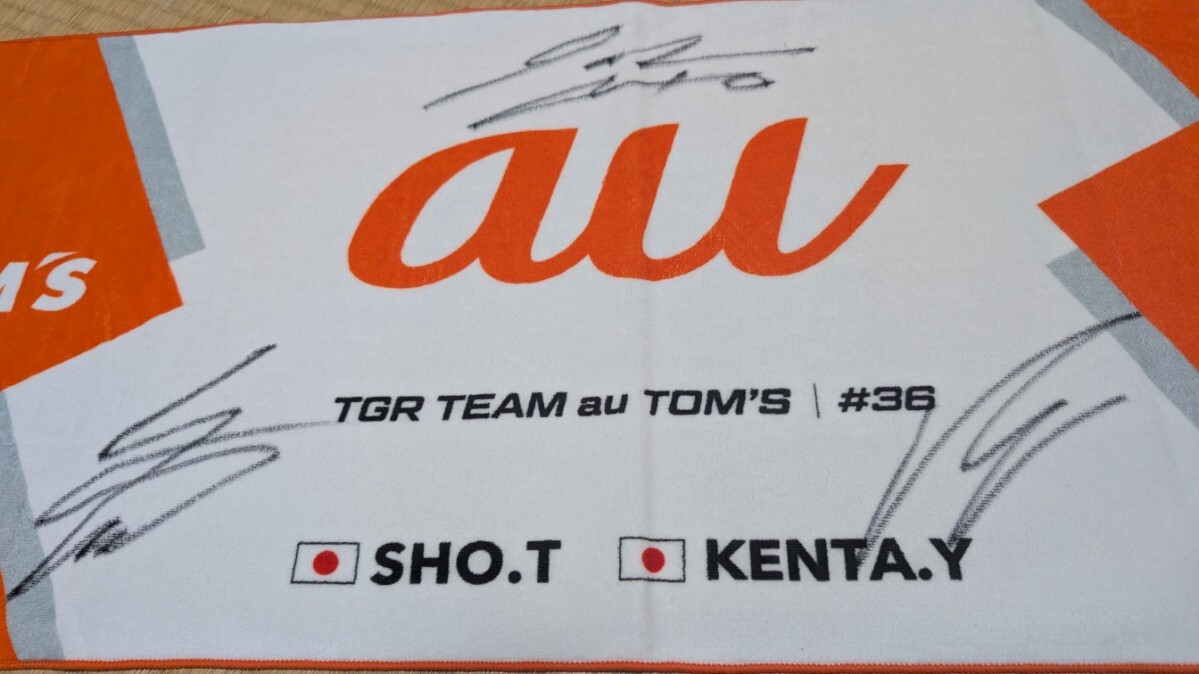 au
M'S
TGR TEAM au TOM'S | #36
SHO.T KENTA.Y